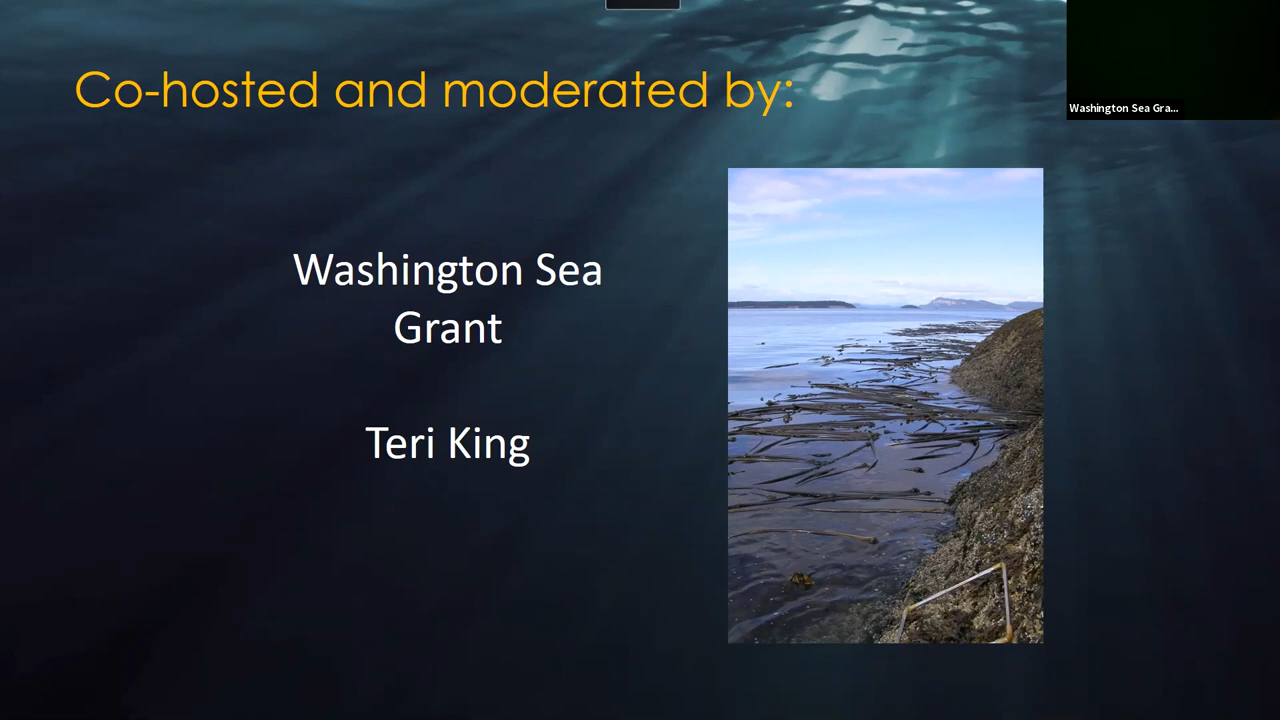 Co-hosted and moderated by:
Washington Sea Gra...
Washington Sea
Grant
Teri King